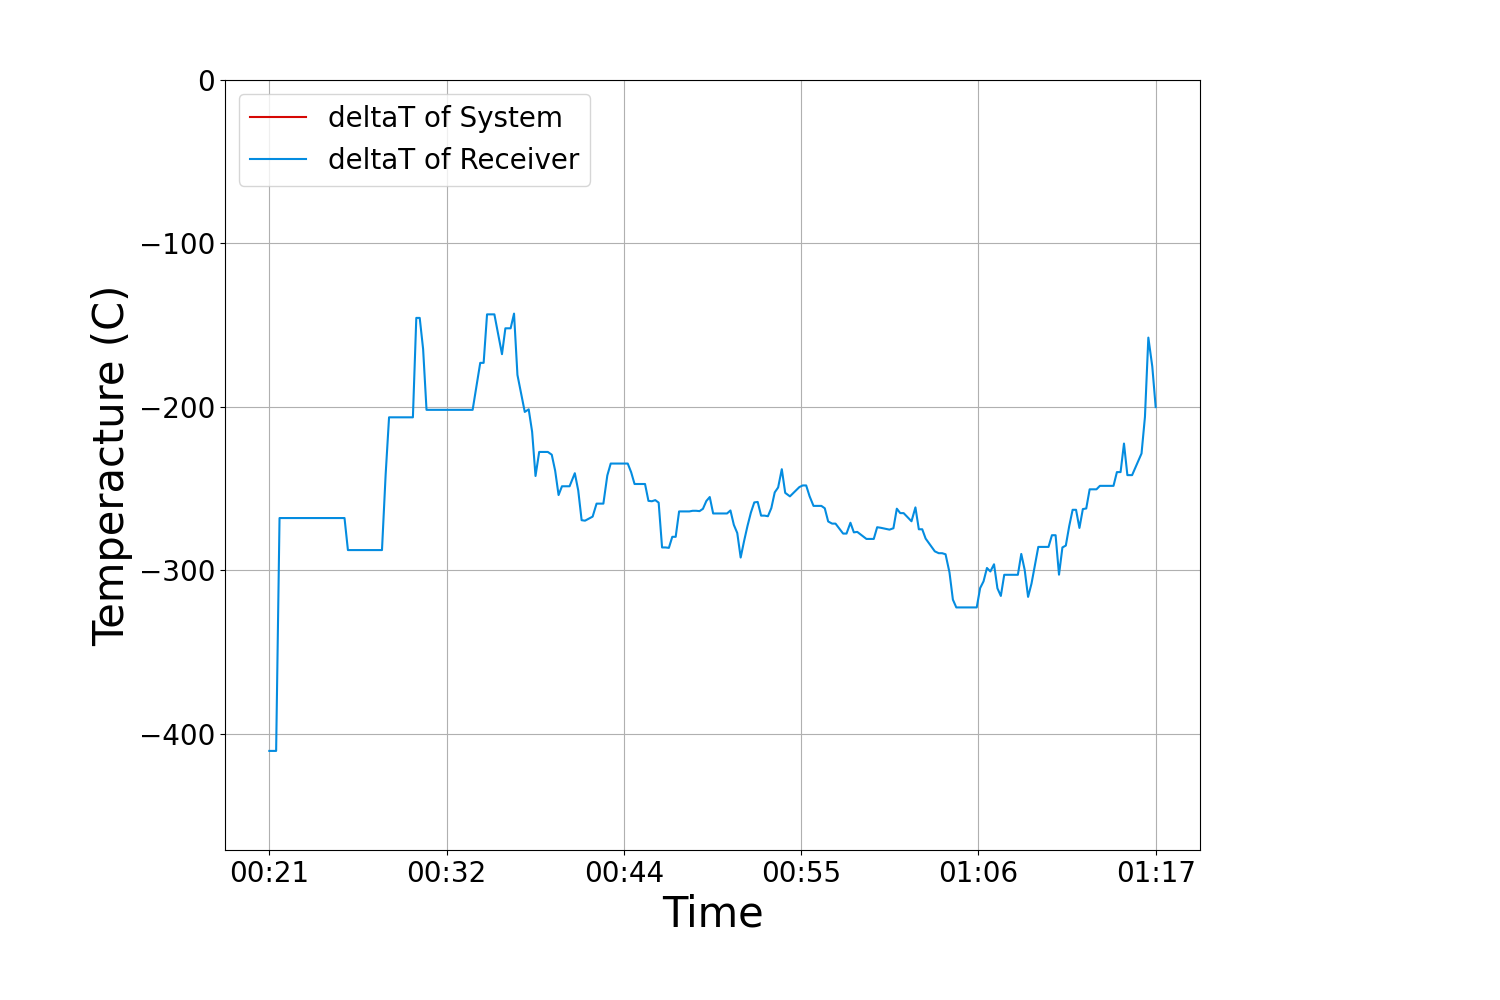 0
−100
−200
−300
−400
Temperacture (C)
deltaT of System
deltaT of Receiver
00:21 00:32 00:44 00:55 01:06 01:17
Time